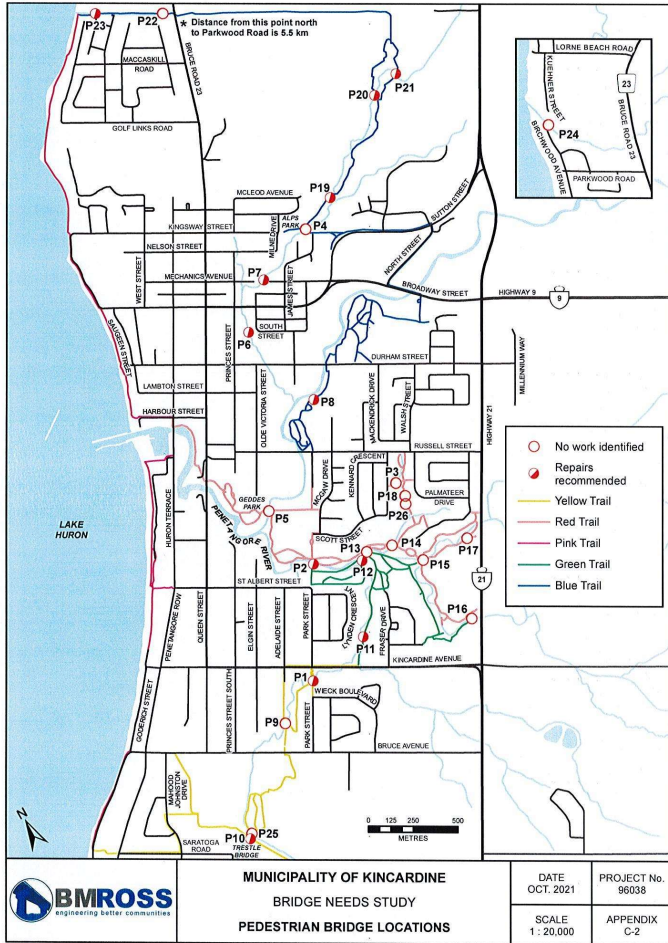 P23
P22
* Distance from this point north
to Parkwood Road is 5.5 km
MACCASKILL
ROAD
BRUCE ROAD 23
GOLF LINKS ROAD
P20
P21
LORNE BEACH ROAD
KUEHNER STREET
23
BRUCE ROAD 23
P24
BIRCHWOOD AVENUE
PARKWOOD ROAD
MCLEOD AVENUE
P19
ALPS
PARK
P4
SUTTON STREET
KINGSWAY STREET
MILNE DRIVE
NELSON STREET
NORTH STREET
WEST STREET
MECHANICS AVENUE
P7
JAMES STREET
BROADWAY STREET
HIGHWAY 9
9
SAUGEEN STREET
PRINCES STREET
SOUTH
STREET
P6
DURHAM STREET
MILLENNIUM WAY
LAMBTON STREET
OLDE VICTORIA STREET
P8
MACKENDRICK DRIVE
WALSH STREET
HARBOUR STREET
RUSSELL STREET
HIGHWAY 21
MCGAW DRIVE
KENNARD CRESCENT
P3
P18
PALMATEER
DRIVE
P26
GEDDES
PARK
P5
PENETANGORE
RIVER
HURON TERRACE
LAKE
HURON
SCOTT STREET
P13
P14
P17
P2
P12
P15
ST ALBERT STREET
21
PENETANGORE ROW
QUEEN STREET
ELGIN STREET
ADELAIDE STREET
PARK STREET
LYNDEN CRESCENT
FRASER DRIVE
P16
P11
KINCARDINE AVENUE
GODERICH STREET
PRINCES STREET SOUTH
P1
WIECK BOULEVARD
P9
PARK STREET
BRUCE AVENUE
MAHOOD
JOHNSTON
DRIVE
P25
P10
TRESTLE
BRIDGE
SARATOGA
ROAD
No work identified
Repairs
recommended
Yellow Trail
Red Trail
Pink Trail
Green Trail
Blue Trail
N
0 125 250 500
METRES
BMROSS
engineering better communities
MUNICIPALITY OF KINCARDINE
BRIDGE NEEDS STUDY
PEDESTRIAN BRIDGE LOCATIONS
DATE
OCT. 2021
PROJECT No.
96038
SCALE
1 : 20,000
APPENDIX
C-2